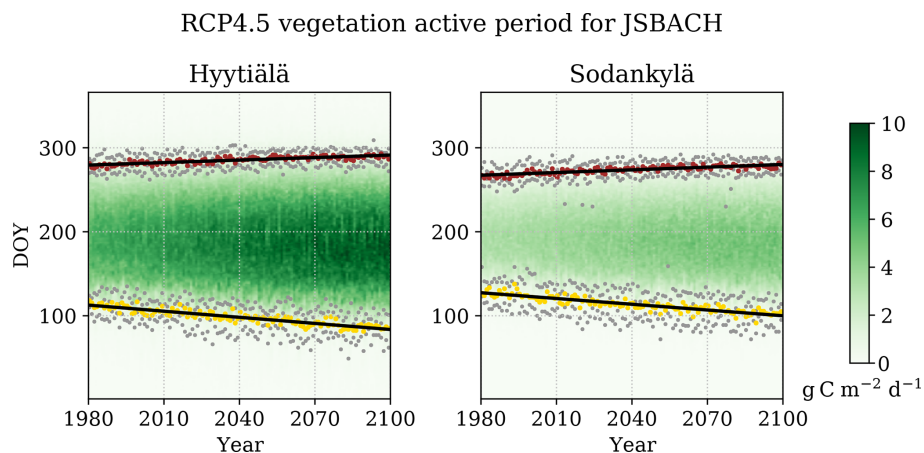 RCP4.5 vegetation active period for JSBACH
Hyytiälä
Sodankylä
DOY
300
200
100
1980 2010 2040 2070 2100
Year
300
200
100
1980 2010 2040 2070 2100
Year
10
8
6
4
2
0
g C m⁻² d⁻¹